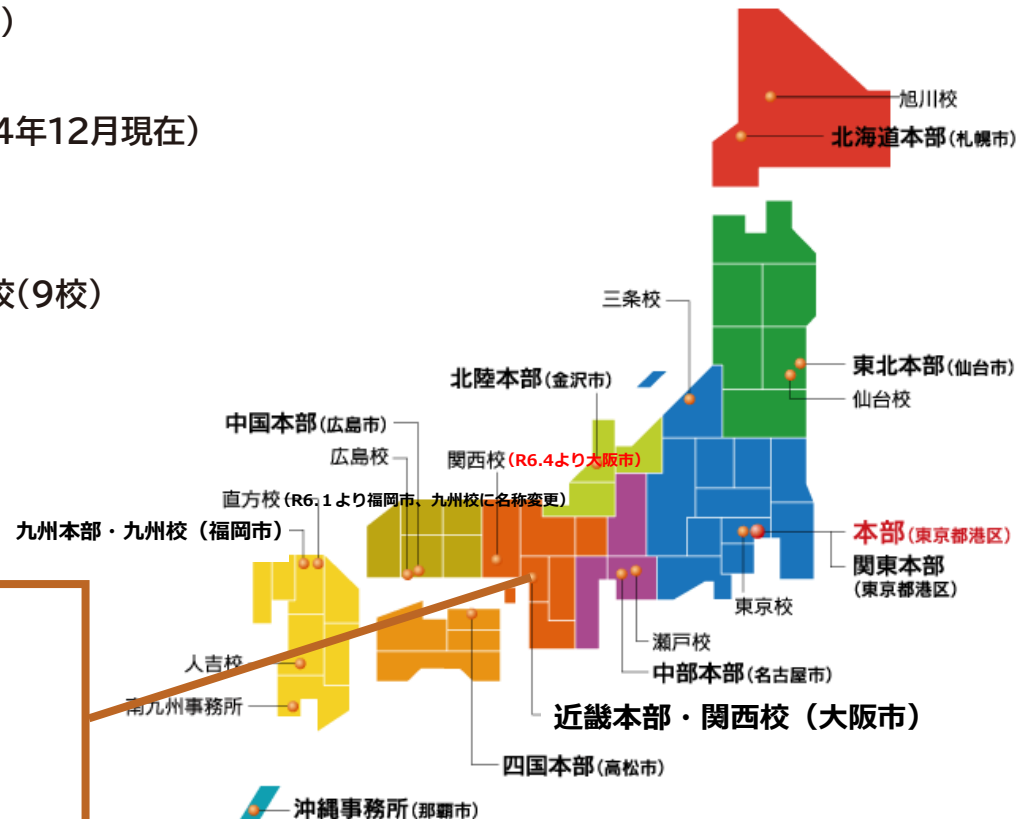 )
4年12月現在)
校(9校)
旭川校
北海道本部(札幌市)
三条校
東北本部(仙台市)
仙台校
北陸本部(金沢市)
中国本部(広島市)
広島校
関西校(R6.4より大阪市)
直方校(R6.1より福岡市、九州校に名称変更)
九州本部・九州校（福岡市）
本部(東京都港区)
関東本部
(東京都港区)
東京校
瀬戸校
中部本部(名古屋市)
人吉校
南九州事務所
近畿本部・関西校（大阪市）
四国本部(高松市)
沖縄事務所(那覇市)